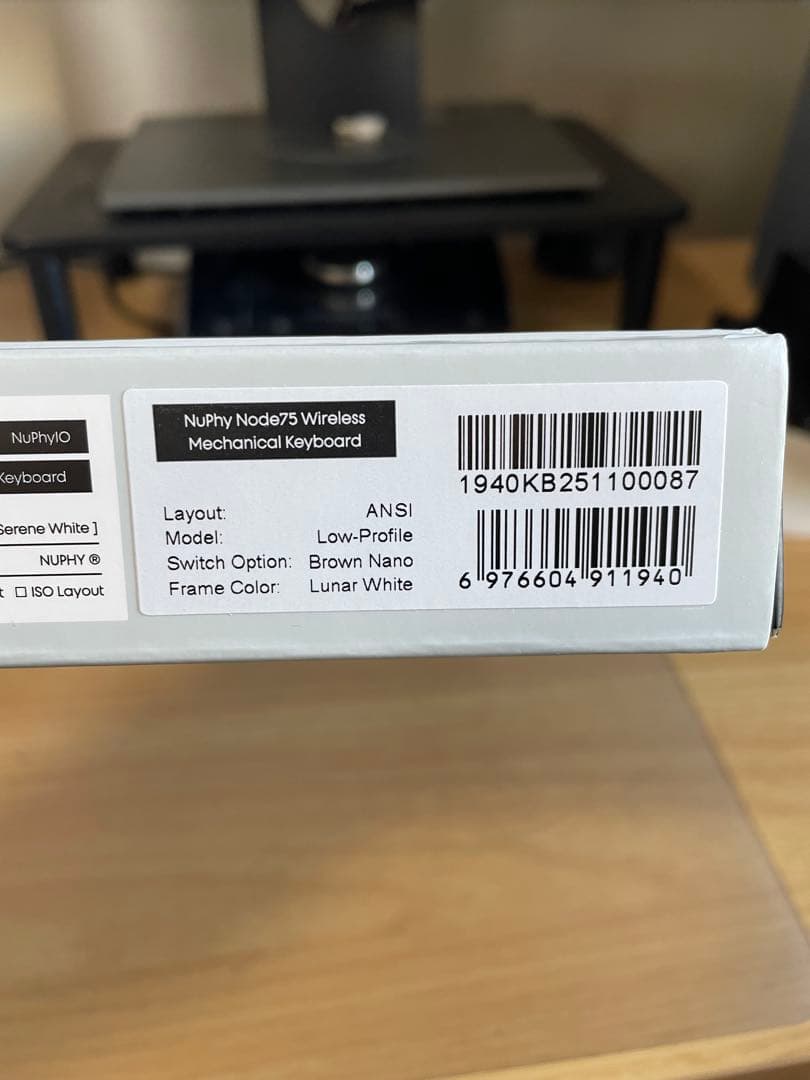 NuPhyIO
Keyboard
Serene White ]
NUPHY ®
☐ ISO Layout
NuPhy Node75 Wireless
Mechanical Keyboard
Layout: ANSI
Model: Low-Profile
Switch Option: Brown Nano
Frame Color: Lunar White
1940KB251100087
6 976604 911940